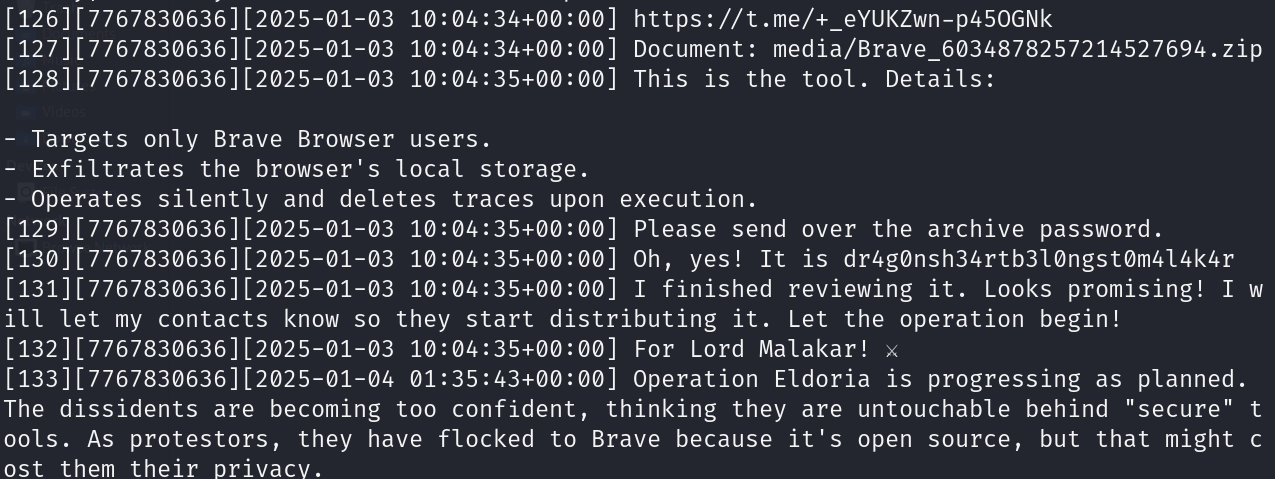 [126][7767830636][2025-01-03 10:04:34+00:00] https://t.me/+_eYUKZwn-p45OGNk
[127][7767830636][2025-01-03 10:04:34+00:00] Document: media/Brave_6034878257214527694.zip
[128][7767830636][2025-01-03 10:04:35+00:00] This is the tool. Details:
Videos
- Targets only Brave Browser users.
- Exfiltrates the browser's local storage.
- Operates silently and deletes traces upon execution.
[129][7767830636][2025-01-03 10:04:35+00:00] Please send over the archive password.
[130][7767830636][2025-01-03 10:04:35+00:00] Oh, yes! It is dr4g0nsh34rtb3l0ngst0m4l4k4r
[131][7767830636][2025-01-03 10:04:35+00:00] I finished reviewing it. Looks promising! I w
ill let my contacts know so they start distributing it. Let the operation begin!
[132][7767830636][2025-01-03 10:04:35+00:00] For Lord Malakar! ⚔
[133][7767830636][2025-01-04 01:35:43+00:00] Operation Eldoria is progressing as planned.
The dissidents are becoming too confident, thinking they are untouchable behind "secure" t
ools. As protestors, they have flocked to Brave because it's open source, but that might c
ost them their privacy.